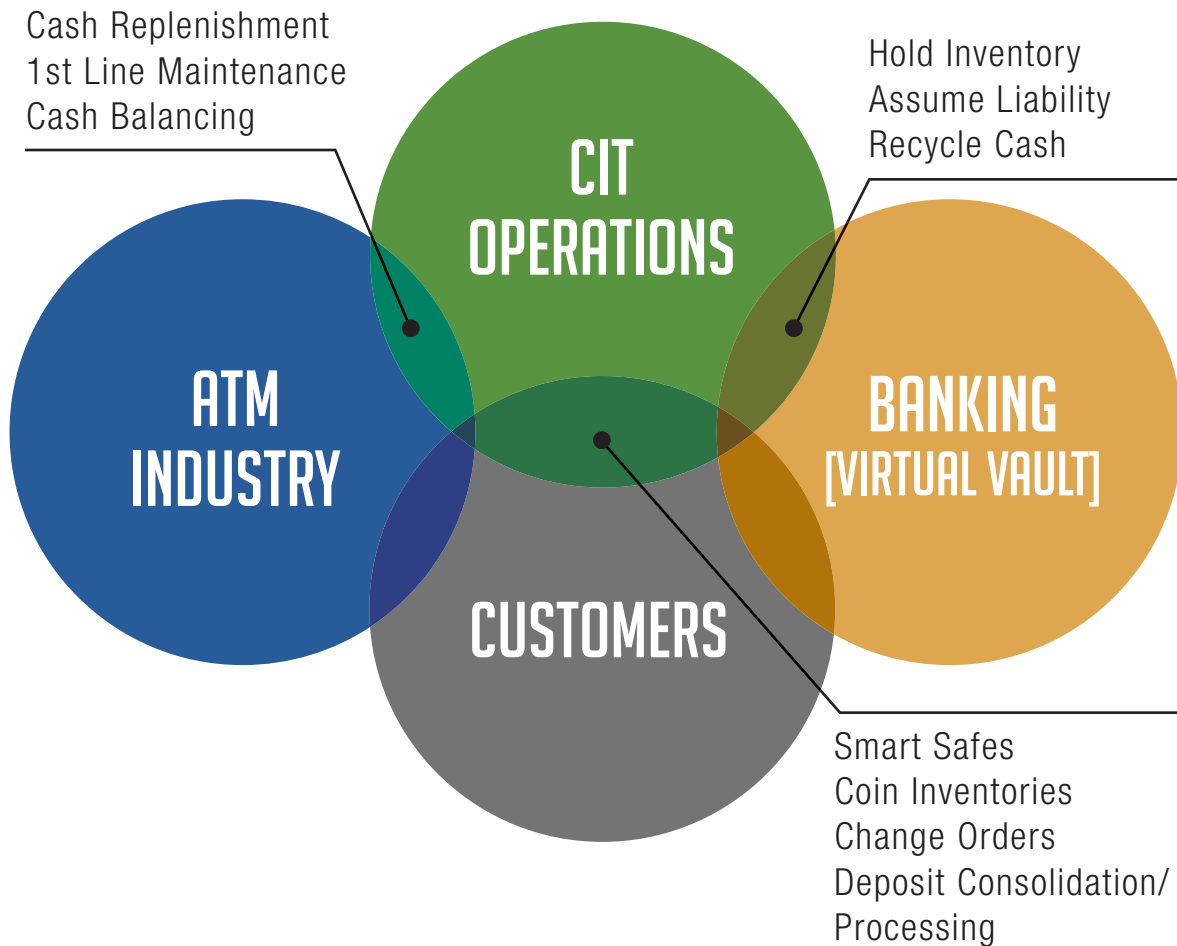 Cash Replenishment
1st Line Maintenance
Cash Balancing
Hold Inventory
Assume Liability
Recycle Cash
CIT
OPERATIONS
ATM
INDUSTRY
BANKING
[VIRTUAL VAULT]
CUSTOMERS
Smart Safes
Coin Inventories
Change Orders
Deposit Consolidation/
Processing